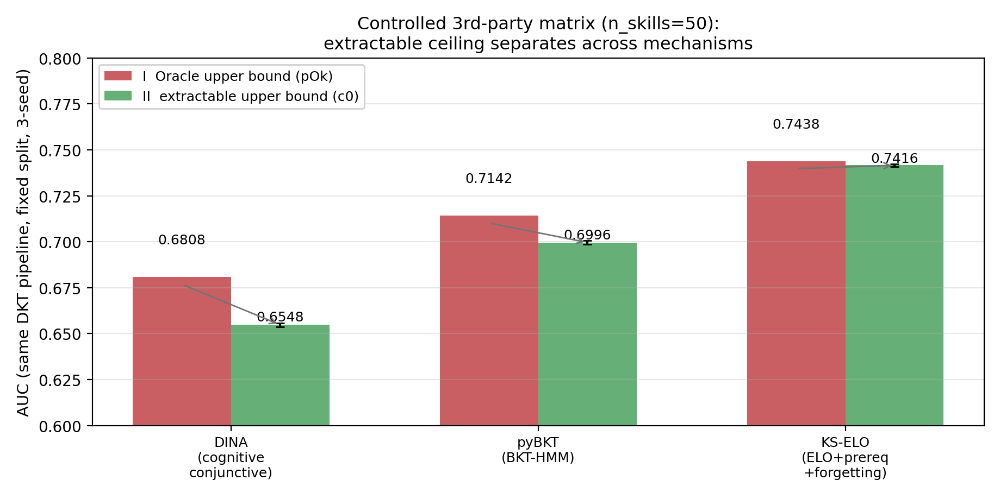 Controlled 3rd-party matrix (n_skills=50):
extractable ceiling separates across mechanisms
AUC (same DKT pipeline, fixed split, 3-seed)
0.800
0.775
0.750
0.725
0.700
0.675
0.650
0.625
0.600
I Oracle upper bound (pOk)
II extractable upper bound (c0)
0.6808
0.6548
0.7142
0.6996
0.7438
0.7416
DINA
(cognitive
conjunctive)
pyBKT
(BKT-HMM)
KS-ELO
(ELO+prereq
+forgetting)